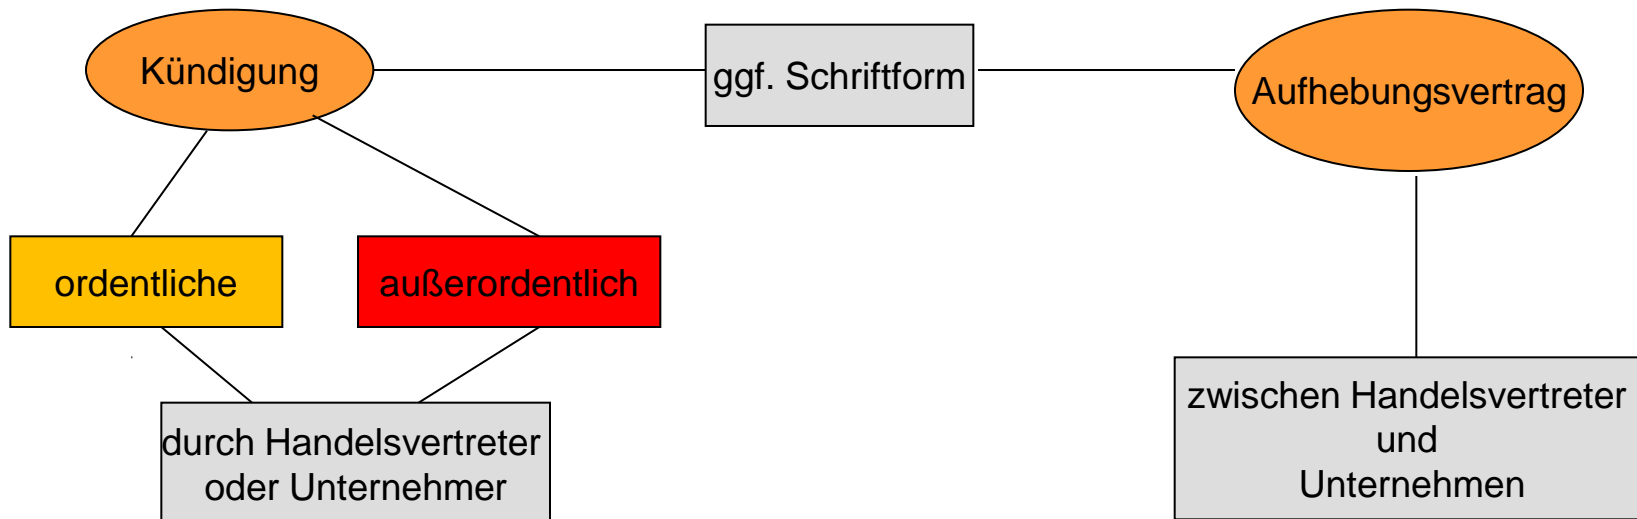 Kündigung
ggf. Schriftform
Aufhebungsvertrag
ordentliche
außerordentlich
durch Handelsvertreter
oder Unternehmer
zwischen Handelsvertreter
und
Unternehmen